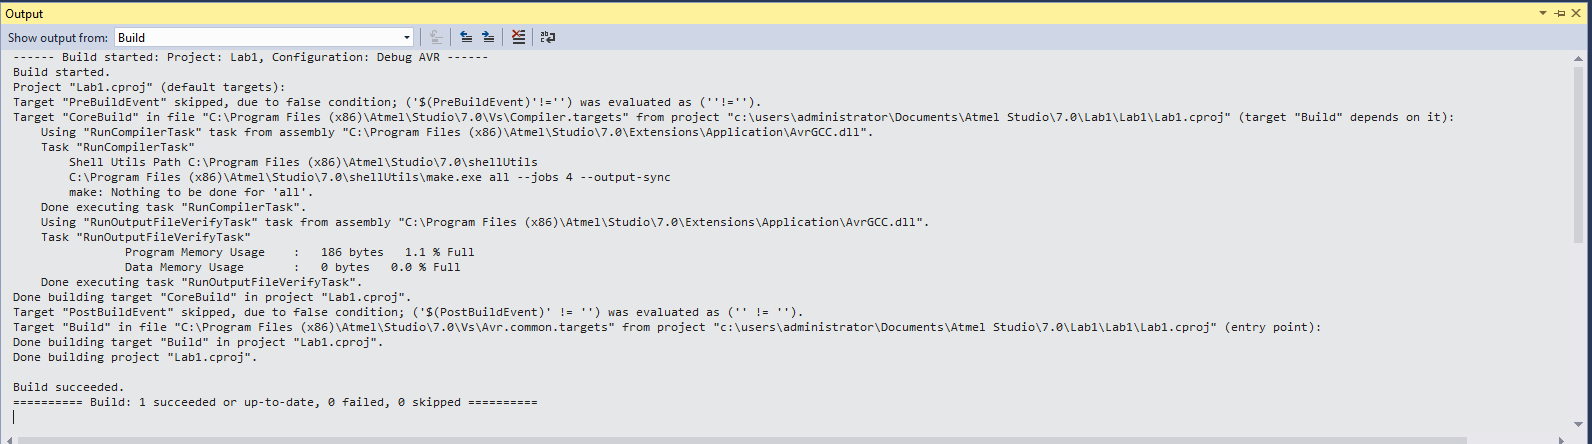 Output
Show output from: Build
------ Build started: Project: Lab1, Configuration: Debug AVR ------
Build started.
Project "Lab1.cproj" (default targets):
Target "PreBuildEvent" skipped, due to false condition; ('$(PreBuildEvent)'!='') was evaluated as (''!='').
Target "CoreBuild" in file "C:\Program Files (x86)\Atmel\Studio\7.0\Vs\Compiler.targets" from project "c:\users\administrator\Documents\Atmel Studio\7.0\Lab1\Lab1\Lab1.cproj" (target "Build" depends on it):
    Using "RunCompilerTask" task from assembly "C:\Program Files (x86)\Atmel\Studio\7.0\Extensions\Application\AvrGCC.dll".
    Task "RunCompilerTask"
        Shell Utils Path C:\Program Files (x86)\Atmel\Studio\7.0\shellUtils
        C:\Program Files (x86)\Atmel\Studio\7.0\shellUtils\make.exe all --jobs 4 --output-sync
        make: Nothing to be done for 'all'.
    Done executing task "RunCompilerTask".
    Using "RunOutputFileVerifyTask" task from assembly "C:\Program Files (x86)\Atmel\Studio\7.0\Extensions\Application\AvrGCC.dll".
    Task "RunOutputFileVerifyTask"
                Program Memory Usage    :   186 bytes   1.1 % Full
                Data Memory Usage       :   0 bytes   0.0 % Full
    Done executing task "RunOutputFileVerifyTask".
Done building target "CoreBuild" in project "Lab1.cproj".
Target "PostBuildEvent" skipped, due to false condition; ('$(PostBuildEvent)' != '') was evaluated as ('' != '').
Target "Build" in file "C:\Program Files (x86)\Atmel\Studio\7.0\Vs\Avr.common.targets" from project "c:\users\administrator\Documents\Atmel Studio\7.0\Lab1\Lab1\Lab1.cproj" (entry point):
Done building target "Build" in project "Lab1.cproj".
Done building project "Lab1.cproj".

Build succeeded.
========== Build: 1 succeeded or up-to-date, 0 failed, 0 skipped ==========